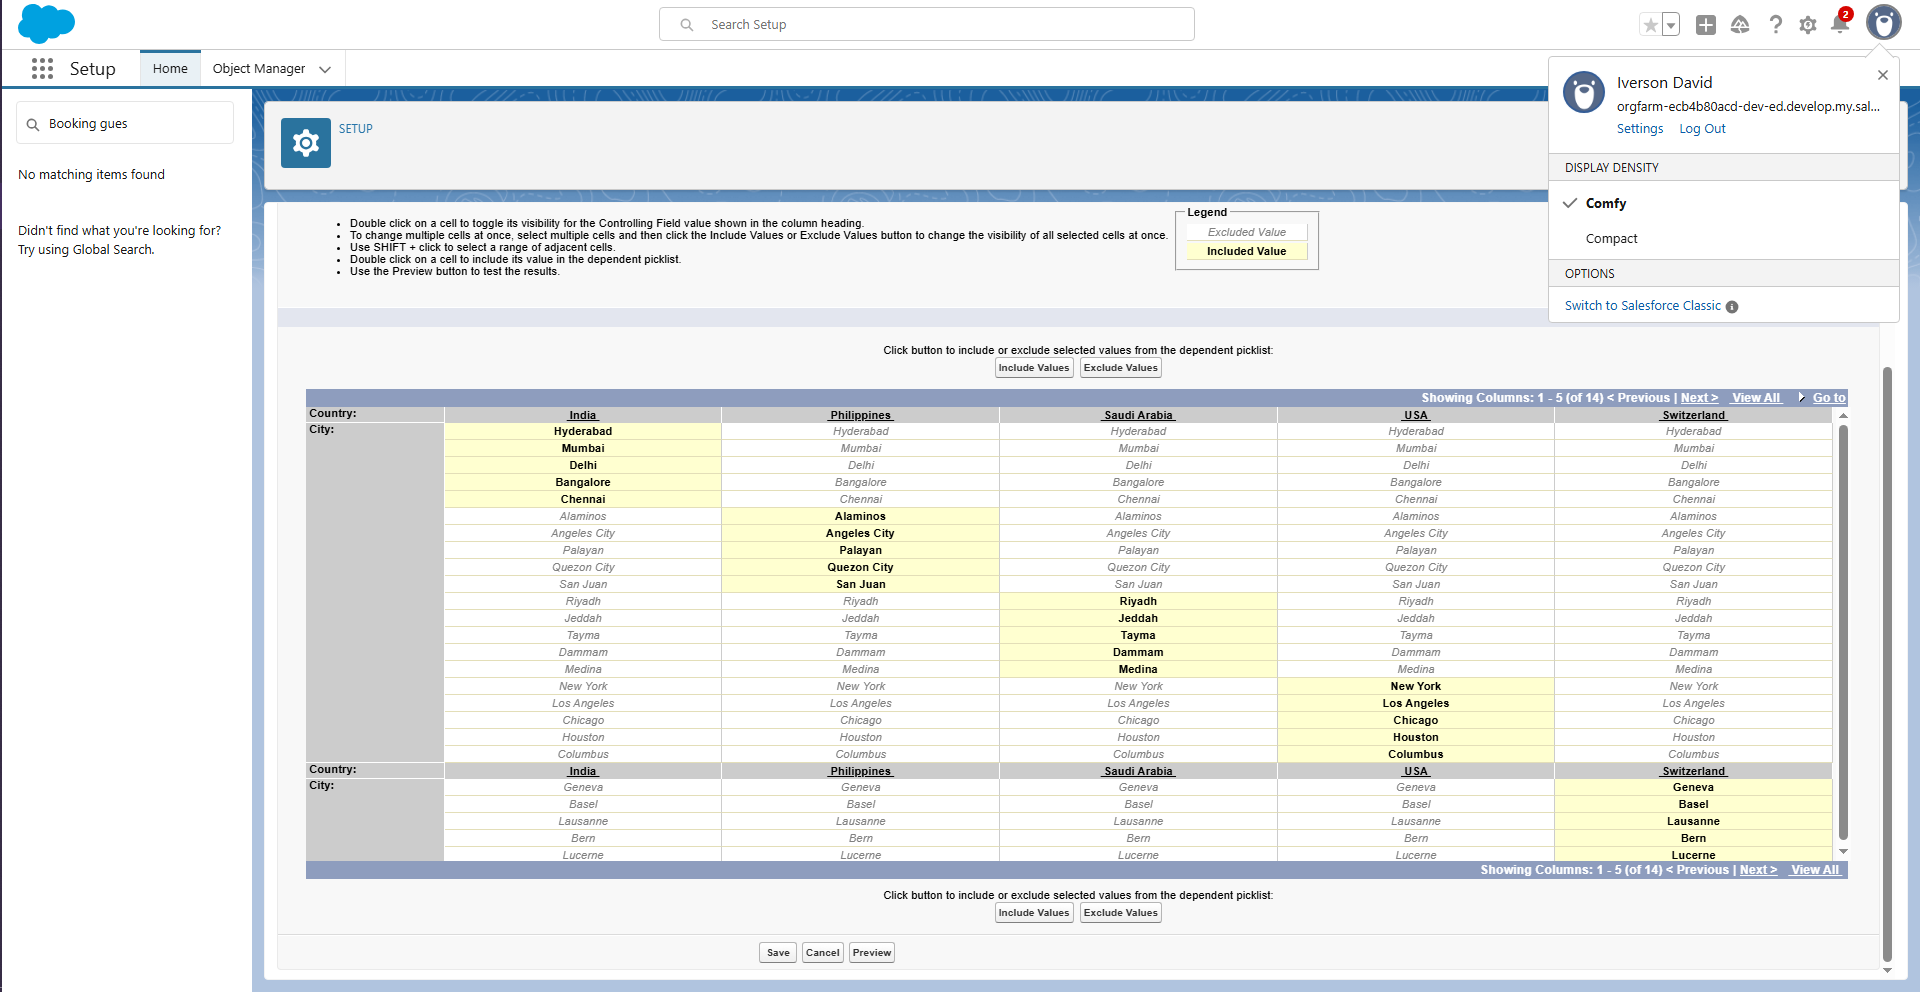 Search Setup
2
Setup
Home
Object Manager
Booking gues
No matching items found
Didn't find what you're looking for?
Try using Global Search.
SETUP
Iverson David
orgfarm-ecb4b80acd-dev-ed.develop.my.sal...
Settings Log Out
DISPLAY DENSITY
Comfy
Compact
OPTIONS
Switch to Salesforce Classic
Double click on a cell to toggle its visibility for the Controlling Field value shown in the column heading.
To change multiple cells at once, select multiple cells and then click the Include Values or Exclude Values button to change the visibility of all selected cells at once.
Use SHIFT + click to select a range of adjacent cells.
Double click on a cell to include its value in the dependent picklist.
Use the Preview button to test the results.
Legend
Excluded Value
Included Value
Click button to include or exclude selected values from the dependent picklist:
Include Values Exclude Values
Showing Columns: 1 - 5 (of 14) < Previous | Next > View All Go to
Country: India Philippines Saudi Arabia USA Switzerland
City: Hyderabad Hyderabad Hyderabad Hyderabad Hyderabad
Mumbai Mumbai Mumbai Mumbai Mumbai
Delhi Delhi Delhi Delhi Delhi
Bangalore Bangalore Bangalore Bangalore Bangalore
Chennai Chennai Chennai Chennai Chennai
Alaminos Alaminos Alaminos Alaminos Alaminos
Angeles City Angeles City Angeles City Angeles City Angeles City
Palayan Palayan Palayan Palayan Palayan
Quezon City Quezon City Quezon City Quezon City Quezon City
San Juan San Juan San Juan San Juan San Juan
Riyadh Riyadh Riyadh Riyadh Riyadh
Jeddah Jeddah Jeddah Jeddah Jeddah
Tayma Tayma Tayma Tayma Tayma
Dammam Dammam Dammam Dammam Dammam
Medina Medina Medina Medina Medina
New York New York New York New York New York
Los Angeles Los Angeles Los Angeles Los Angeles Los Angeles
Chicago Chicago Chicago Chicago Chicago
Houston Houston Houston Houston Houston
Columbus Columbus Columbus Columbus Columbus
Country: India Philippines Saudi Arabia USA Switzerland
City: Geneva Geneva Geneva Geneva Geneva
Basel Basel Basel Basel Basel
Lausanne Lausanne Lausanne Lausanne Lausanne
Bern Bern Bern Bern Bern
Lucerne Lucerne Lucerne Lucerne Lucerne
Showing Columns: 1 - 5 (of 14) < Previous | Next > View All
Click button to include or exclude selected values from the dependent picklist:
Include Values Exclude Values
Save Cancel Preview